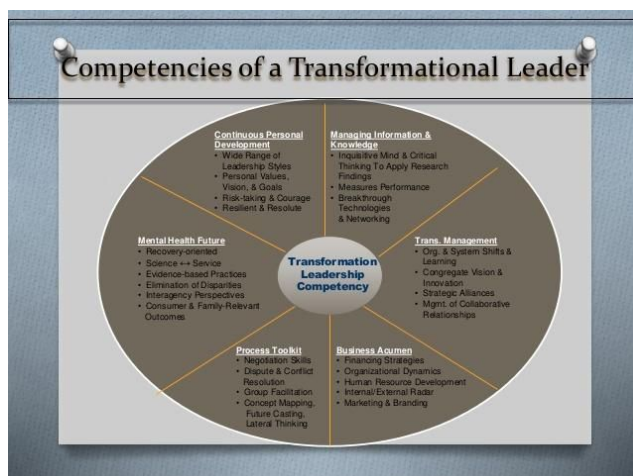 Competencies of a Transformational Leader
Continuous Personal
Development
• Wide Range of
Leadership Styles
• Personal Values,
Vision, & Goals
• Risk-taking & Courage
• Resilient & Resolute
Managing Information &
Knowledge
• Inquisitive Mind & Critical
Thinking To Apply Research
Findings
• Measures Performance
• Breakthrough
Technologies
& Networking
Mental Health Future
• Recovery-oriented
• Science ↔ Service
• Evidence-based Practices
• Elimination of Disparities
• Interagency Perspectives
• Consumer & Family-Relevant
Outcomes
Transformation
Leadership
Competency
Trans. Management
• Org. & System Shifts &
Learning
• Congregate Vision &
Innovation
• Strategic Alliances
• Mgmt. of Collaborative
Relationships
Process Toolkit
• Negotiation Skills
• Dispute & Conflict
Resolution
• Group Facilitation
• Concept Mapping,
Future Casting,
Lateral Thinking
Business Acumen
• Financing Strategies
• Organizational Dynamics
• Human Resource Development
• Internal/External Radar
• Marketing & Branding